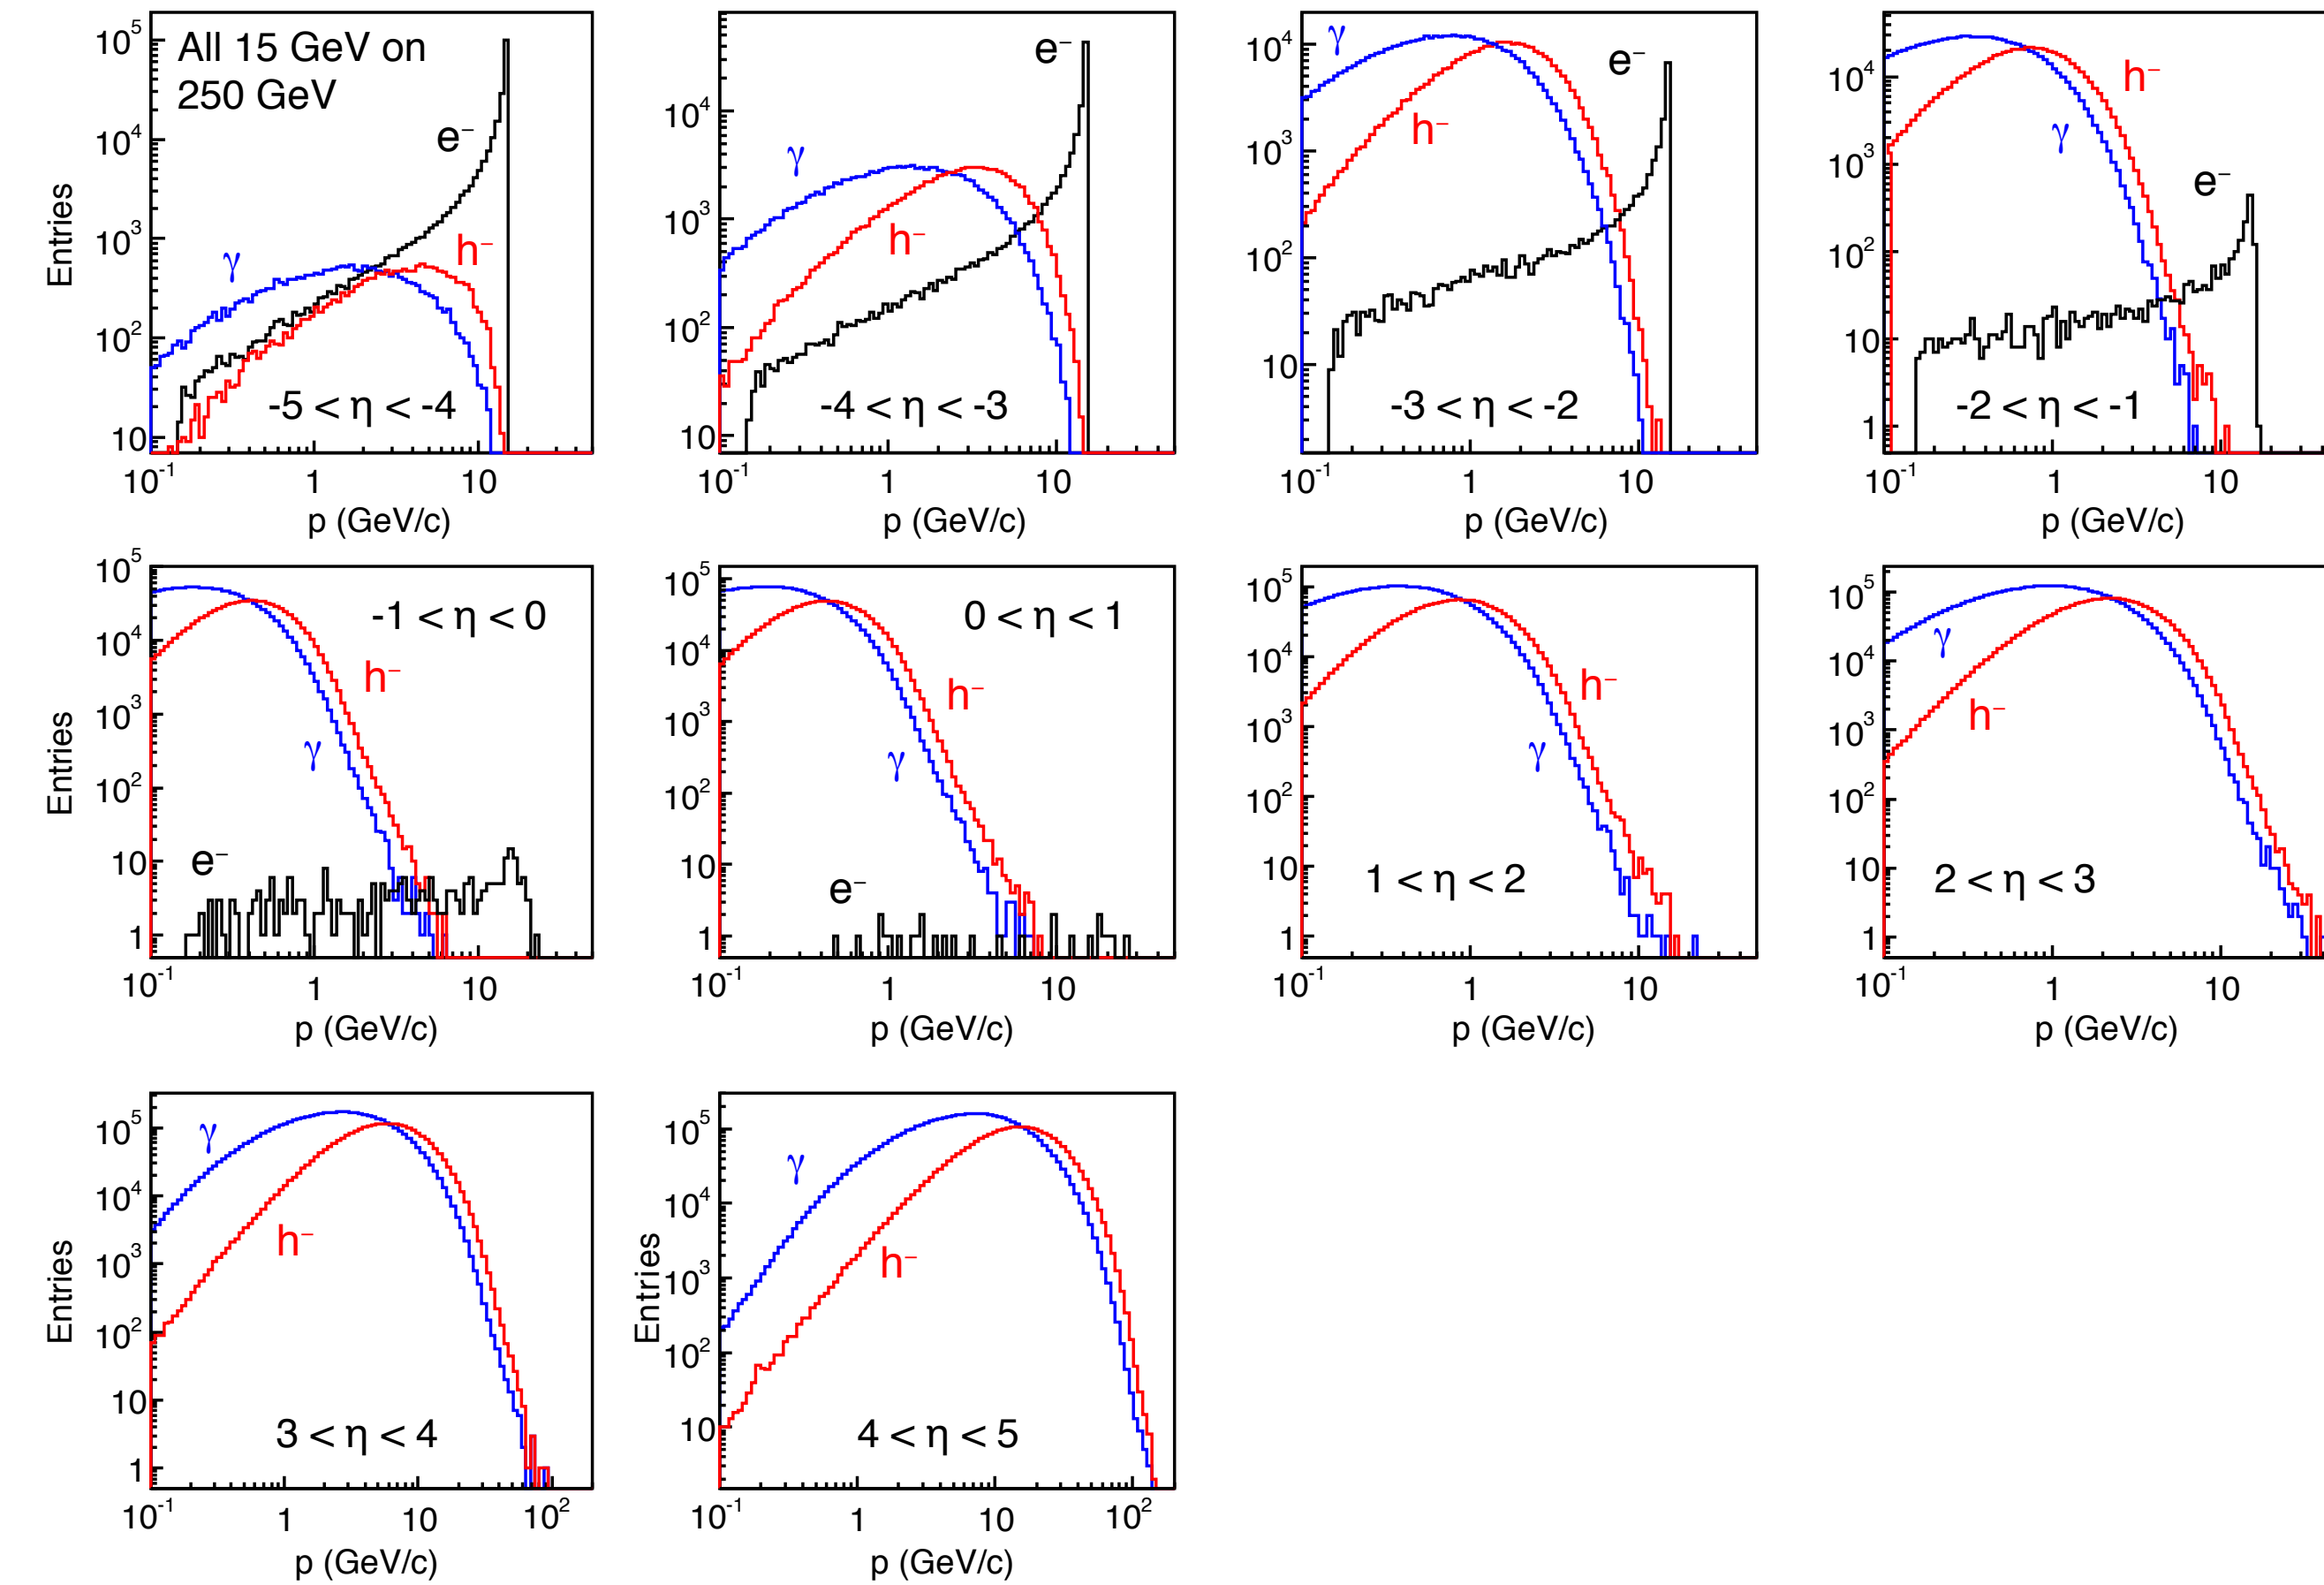 All 15 GeV on
250 GeV
Entries
10⁵
10⁴
10³
10²
10
10⁻¹
1
10
p (GeV/c)
e⁻
γ
h⁻
-5 < η < -4
10⁴
10³
10²
10
10⁻¹
1
10
p (GeV/c)
e⁻
γ
h⁻
-4 < η < -3
10⁴
10³
10²
10
10⁻¹
1
10
p (GeV/c)
γ
e⁻
h⁻
-3 < η < -2
10⁴
10³
10²
10
1
10⁻¹
1
10
p (GeV/c)
h⁻
γ
e⁻
-2 < η < -1
Entries
10⁵
10⁴
10³
10²
10
1
10⁻¹
1
10
p (GeV/c)
-1 < η < 0
h⁻
γ
e⁻
10⁵
10⁴
10³
10²
10
1
10⁻¹
1
10
p (GeV/c)
0 < η < 1
h⁻
γ
e⁻
10⁵
10⁴
10³
10²
10
1
10⁻¹
1
10
p (GeV/c)
h⁻
γ
1 < η < 2
10⁵
10⁴
10³
10²
10
1
10⁻¹
1
10
p (GeV/c)
γ
h⁻
2 < η < 3
Entries
10⁵
10⁴
10³
10²
10
1
10⁻¹
1
10
10²
p (GeV/c)
γ
h⁻
3 < η < 4
Entries
10⁵
10⁴
10³
10²
10
10⁻¹
1
10
10²
p (GeV/c)
γ
h⁻
4 < η < 5